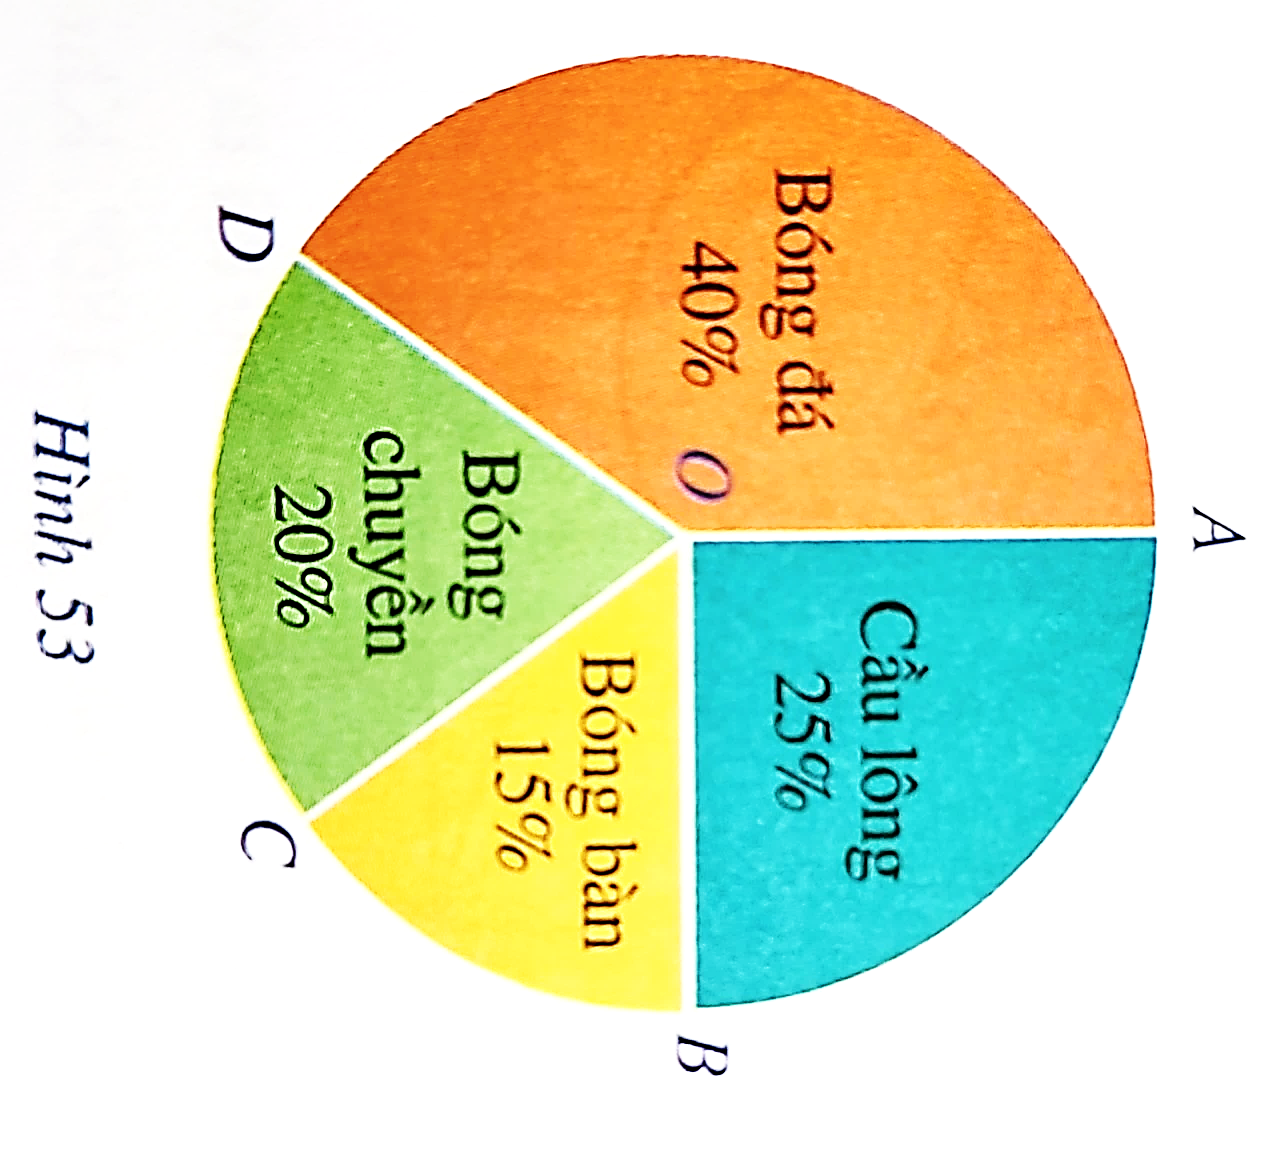 A
Bóng đá
40%
Cầu lông
25%
O
D
Bóng
chuyền
20%
Bóng bàn
15%
B
C
Hình 53